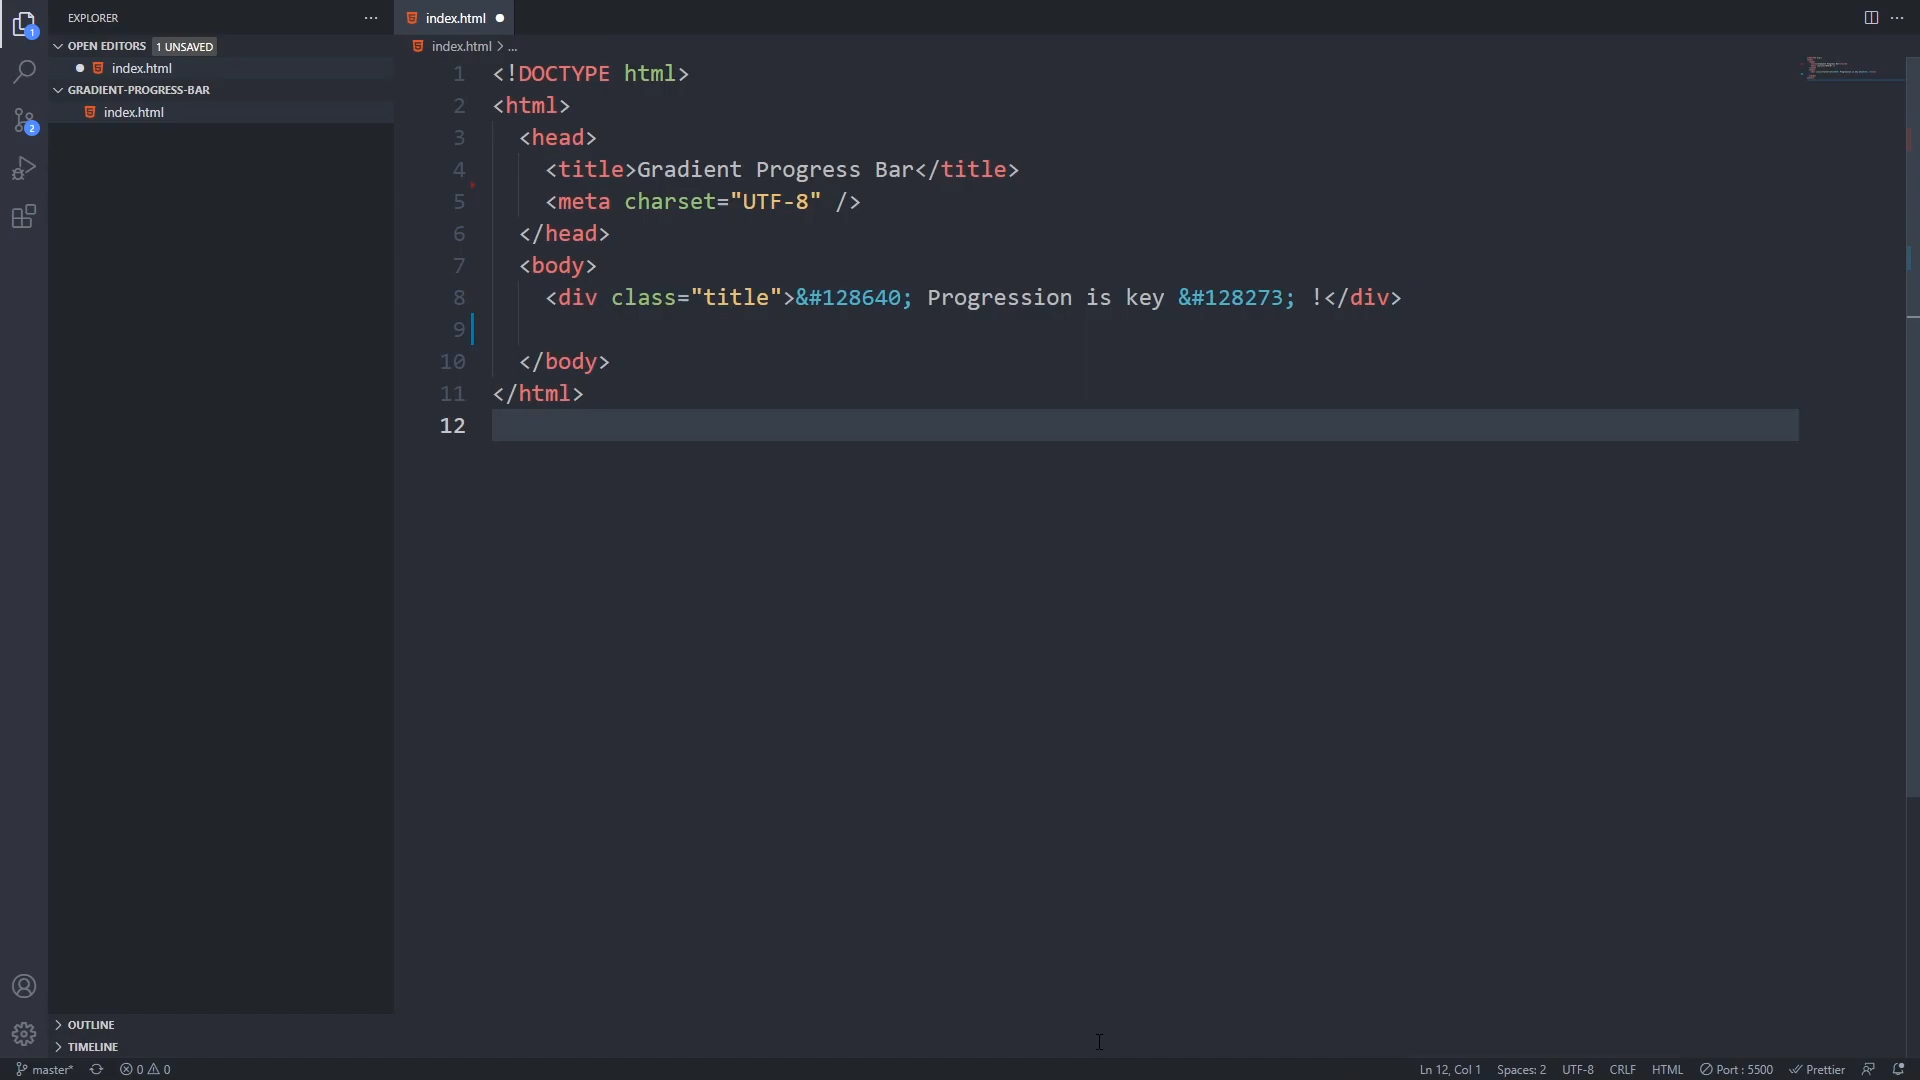 EXPLORER
index.html
OPEN EDITORS 1 UNSAVED
index.html
GRADIENT-PROGRESS-BAR
index.html
OUTLINE
TIMELINE
index.html > ...
1 <!DOCTYPE html>
2 <html>
3 <head>
4 <title>Gradient Progress Bar</title>
5 <meta charset="UTF-8" />
6 </head>
7 <body>
8 <div class="title">&#128640; Progression is key &#128273; !</div>
9
10 </body>
11 </html>
12
1
2
master* 0 0 Ln 12, Col 1 Spaces: 2 UTF-8 CRLF HTML Port : 5500 Prettier